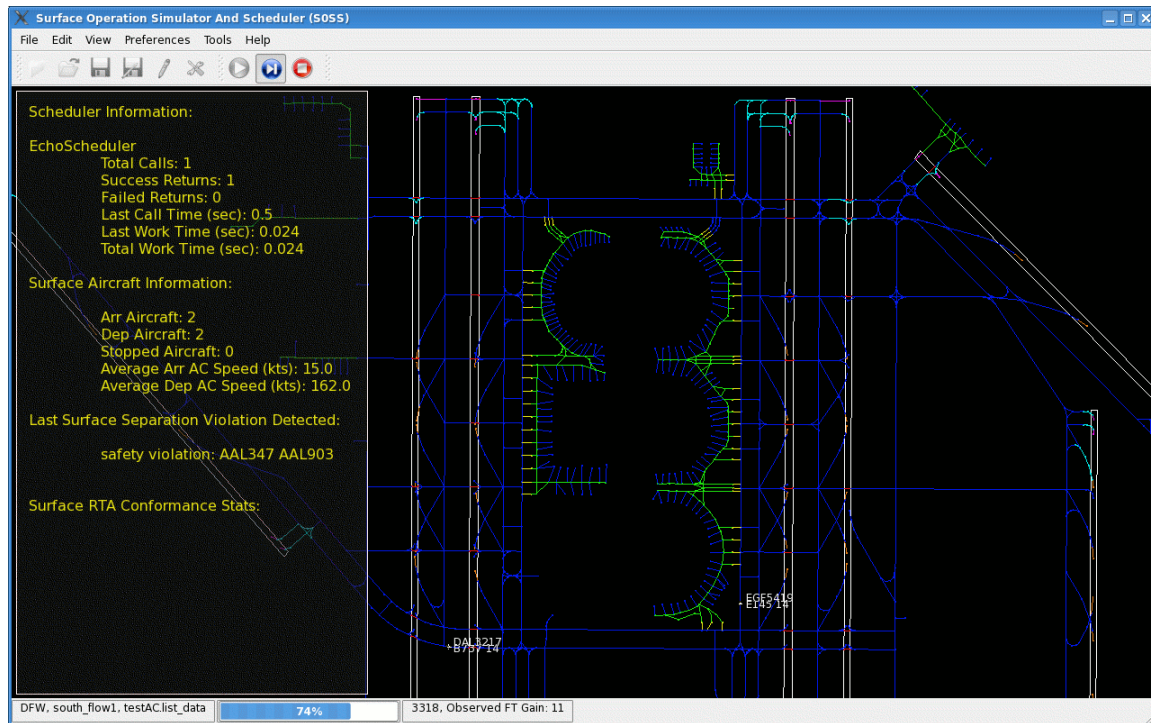 Surface Operation Simulator And Scheduler (SOSS)
File Edit View Preferences Tools Help
Scheduler Information:
EchoScheduler
Total Calls: 1
Success Returns: 1
Failed Returns: 0
Last Call Time (sec): 0.5
Last Work Time (sec): 0.024
Total Work Time (sec): 0.024
Surface Aircraft Information:
Arr Aircraft: 2
Dep Aircraft: 2
Stopped Aircraft: 0
Average Arr AC Speed (kts): 15.0
Average Dep AC Speed (kts): 162.0
Last Surface Separation Violation Detected:
safety violation: AAL347 AAL903
Surface RTA Conformance Stats:
EGF5419
E145 14
DAL3217
B737 14
DFW, south_flow1, testAC.list_data
74%
3318, Observed FT Gain: 11